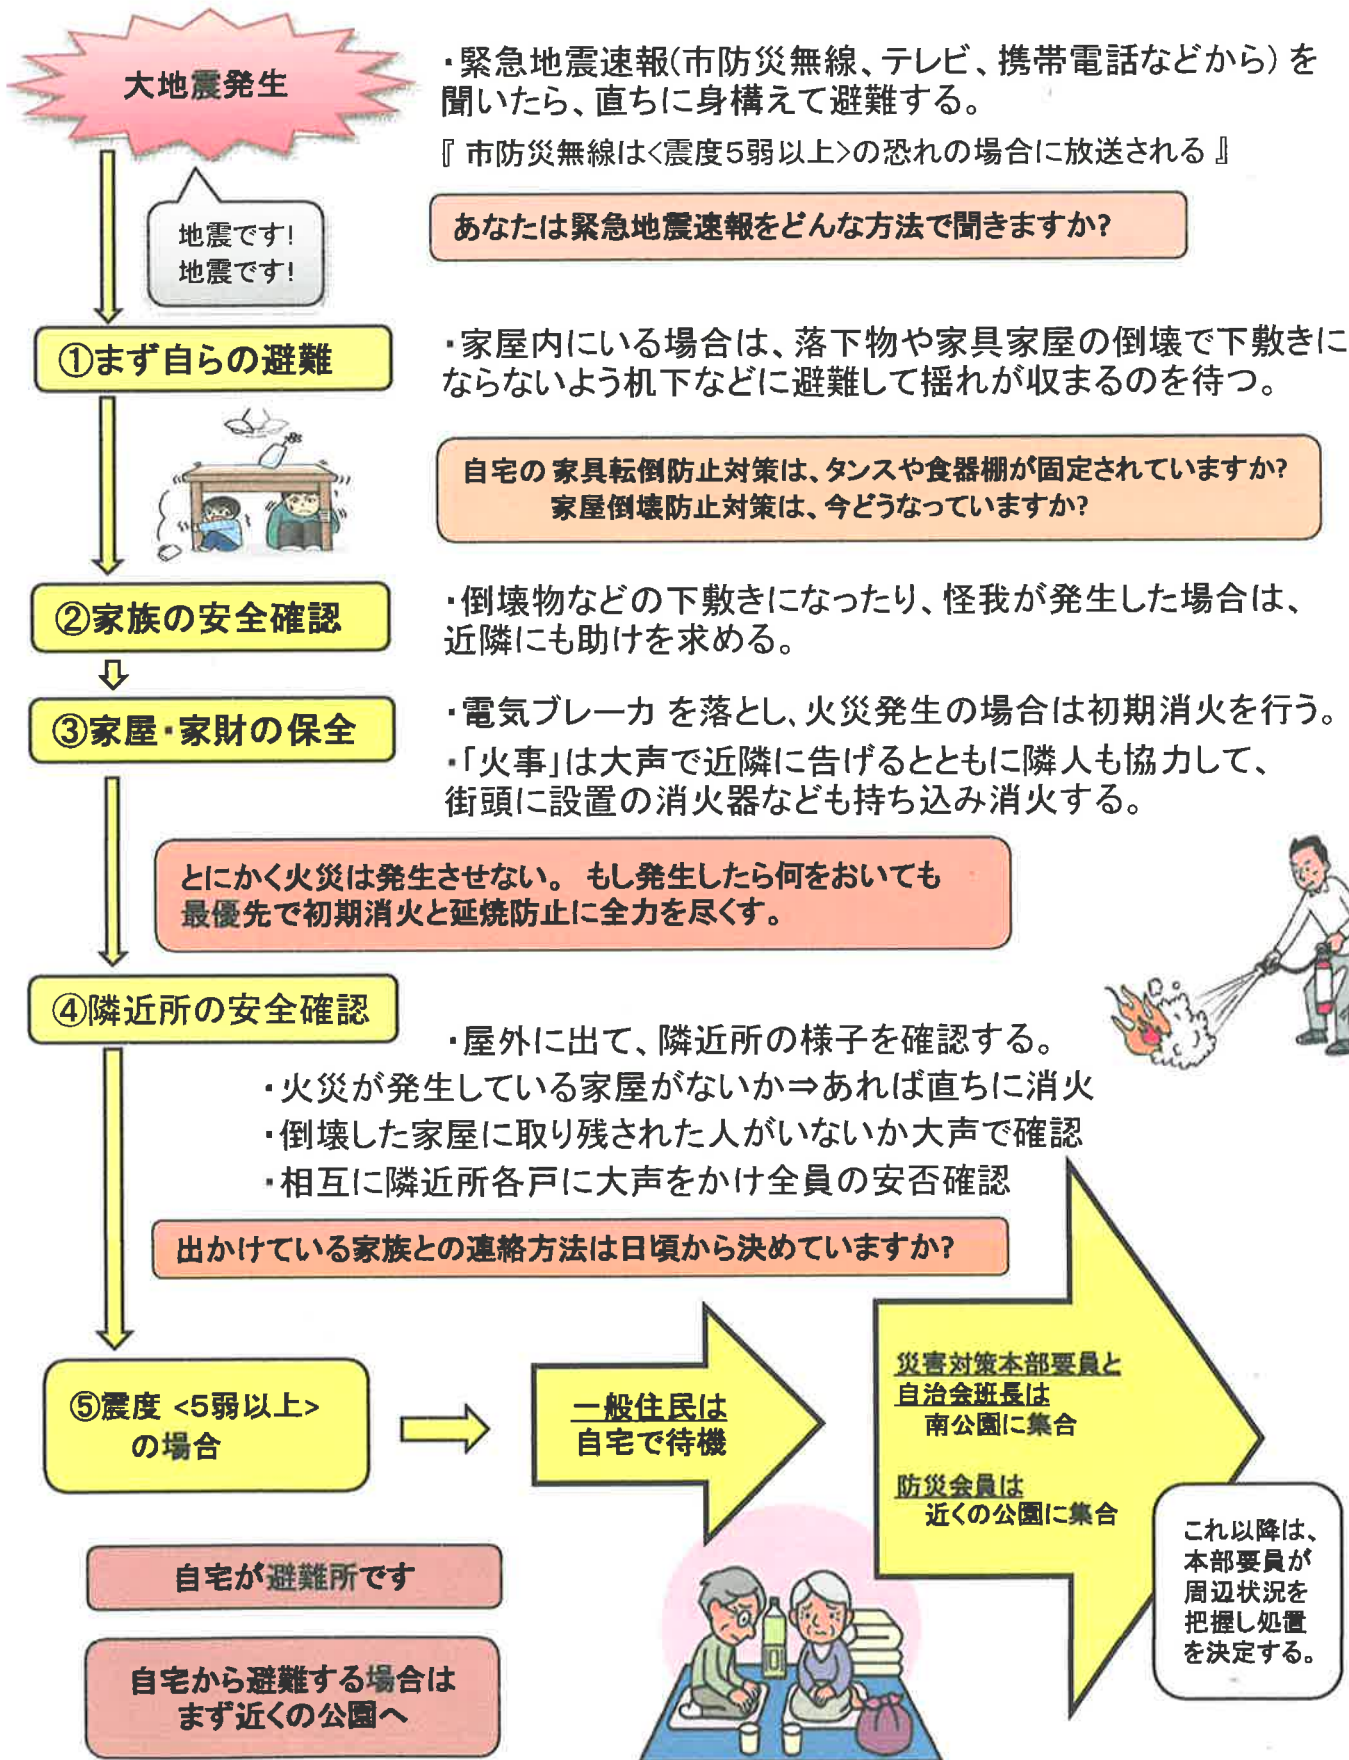 大地震発生
・緊急地震速報(市防災無線、テレビ、携帯電話などから)を
聞いたら、直ちに身構えて避難する。
『 市防災無線は<震度5弱以上>の恐れの場合に放送される 』
地震です!
地震です!
あなたは緊急地震速報をどんな方法で聞きますか?
①まず自らの避難
・家屋内にいる場合は、落下物や家具家屋の倒壊で下敷きに
ならないよう机下などに避難して揺れが収まるのを待つ。
自宅の 家具転倒防止対策は、タンスや食器棚が固定されていますか?
家屋倒壊防止対策は、今どうなっていますか?
②家族の安全確認
・倒壊物などの下敷きになったり、怪我が発生した場合は、
近隣にも助けを求める。
③家屋・家財の保全
・電気ブレーカ を落とし、火災発生の場合は初期消火を行う。
・「火事」は大声で近隣に告げるとともに隣人も協力して、
街頭に設置の消火器なども持ち込み消火する。
とにかく火災は発生させない。 もし発生したら何をおいても
最優先で初期消火と延焼防止に全力を尽くす。
④隣近所の安全確認
・屋外に出て、隣近所の様子を確認する。
・火災が発生している家屋がないか⇒あれば直ちに消火
・倒壊した家屋に取り残された人がいないか大声で確認
・相互に隣近所各戸に大声をかけ全員の安否確認
出かけている家族との連絡方法は日頃から決めていますか?
⑤震度 <5弱以上>
の場合
一般住民は
自宅で待機
災害対策本部要員と
自治会班長は
南公園に集合
防災会員は
近くの公園に集合
これ以降は、
本部要員が
周辺状況を
把握し処置
を決定する。
自宅が避難所です
自宅から避難する場合は
まず近くの公園へ